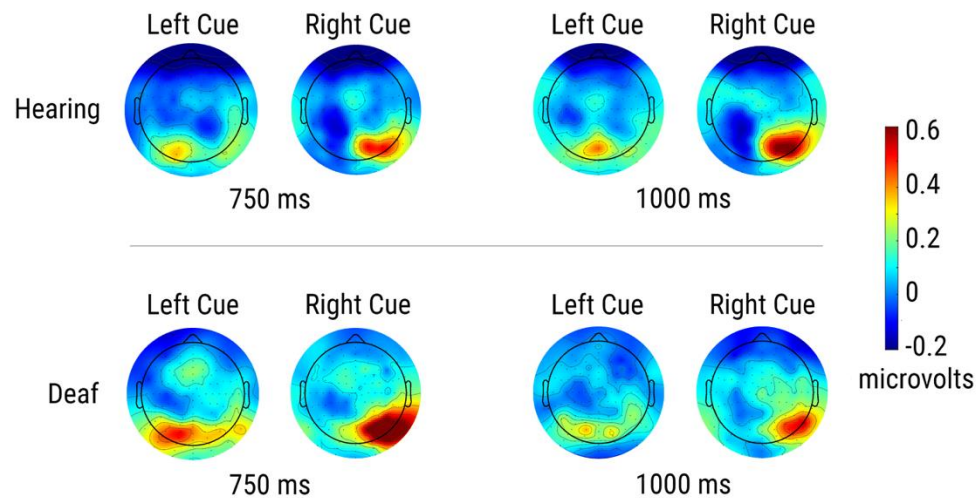 Left Cue Right Cue Left Cue Right Cue
Hearing
750 ms 1000 ms
0.6
0.4
0.2
0
-0.2
microvolts
Left Cue Right Cue Left Cue Right Cue
Deaf
750 ms 1000 ms